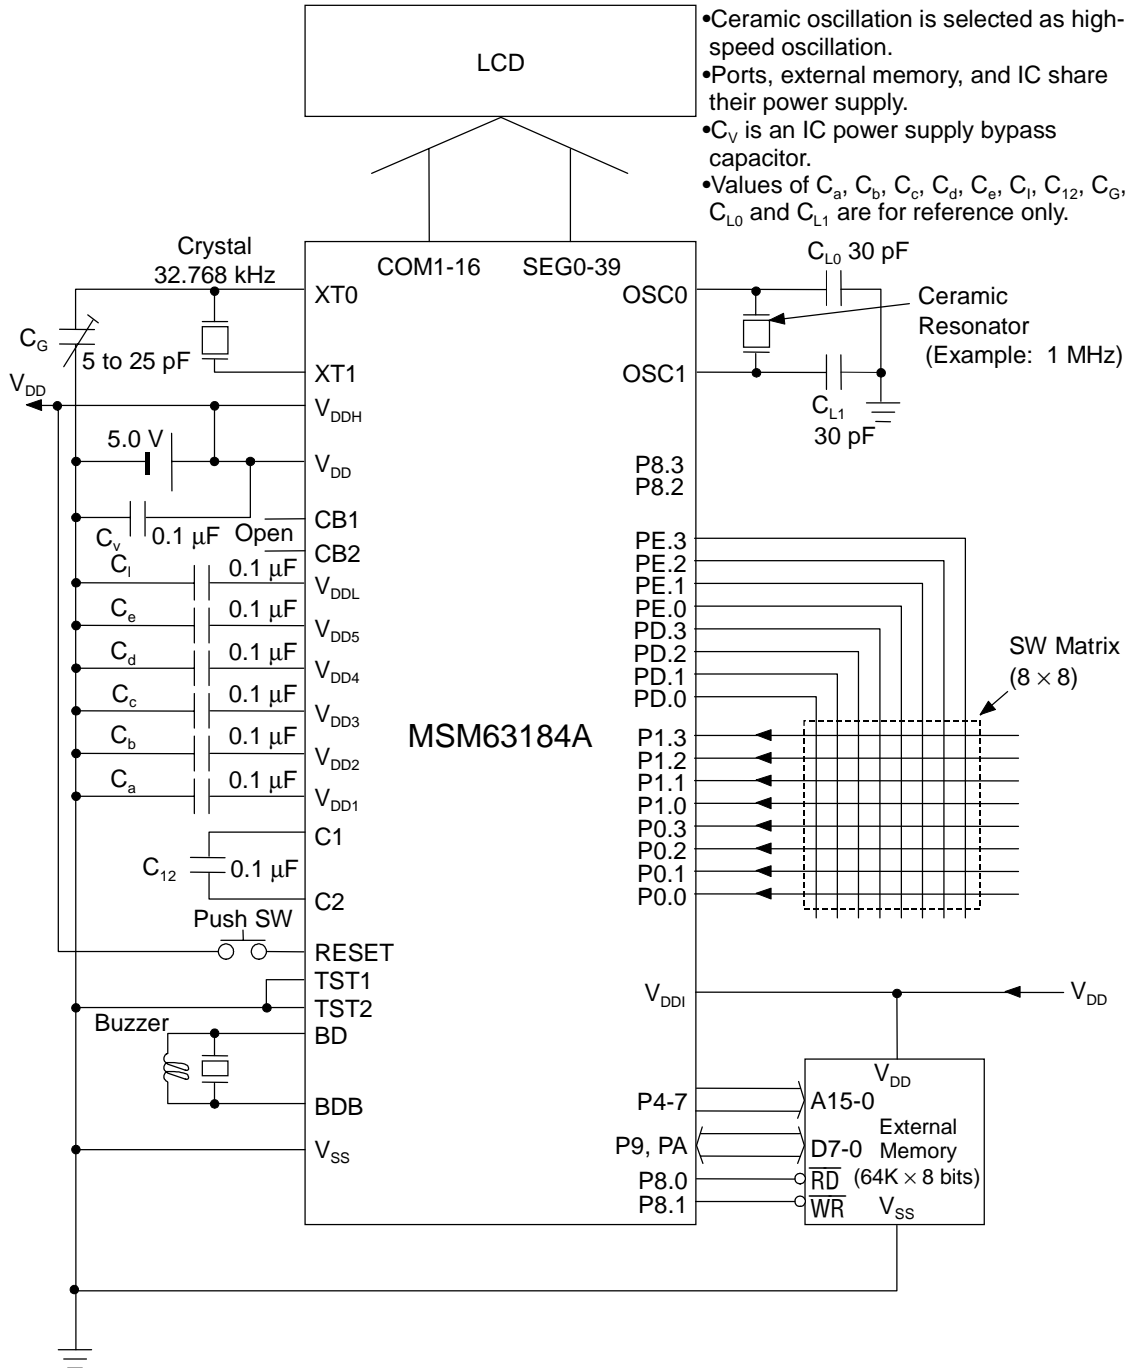 LCD
•Ceramic oscillation is selected as high-
speed oscillation.
•Ports, external memory, and IC share
their power supply.
•CV is an IC power supply bypass
capacitor.
•Values of Ca, Cb, Cc, Cd, Ce, Cl, C12, CG,
CL0 and CL1 are for reference only.
COM1-16
SEG0-39
Crystal
32.768 kHz
XT0
CG
5 to 25 pF
XT1
VDD
VDDH
5.0 V
VDD
CB1
Cv
0.1 μF
Open
CB2
Cl
0.1 μF
VDDL
Ce
0.1 μF
VDD5
Cd
0.1 μF
VDD4
Cc
0.1 μF
VDD3
Cb
0.1 μF
VDD2
Ca
0.1 μF
VDD1
C1
C12
0.1 μF
C2
Push SW
RESET
TST1
TST2
Buzzer
BD
BDB
VSS
MSM63184A
CL0 30 pF
OSC0
Ceramic
Resonator
(Example: 1 MHz)
OSC1
CL1
30 pF
P8.3
P8.2
PE.3
PE.2
PE.1
PE.0
PD.3
PD.2
PD.1
PD.0
SW Matrix
(8 × 8)
P1.3
P1.2
P1.1
P1.0
P0.3
P0.2
P0.1
P0.0
VDDI
VDD
VDD
P4-7
A15-0
P9, PA
D7-0
External
Memory
(64K × 8 bits)
P8.0
RD
P8.1
WR
VSS